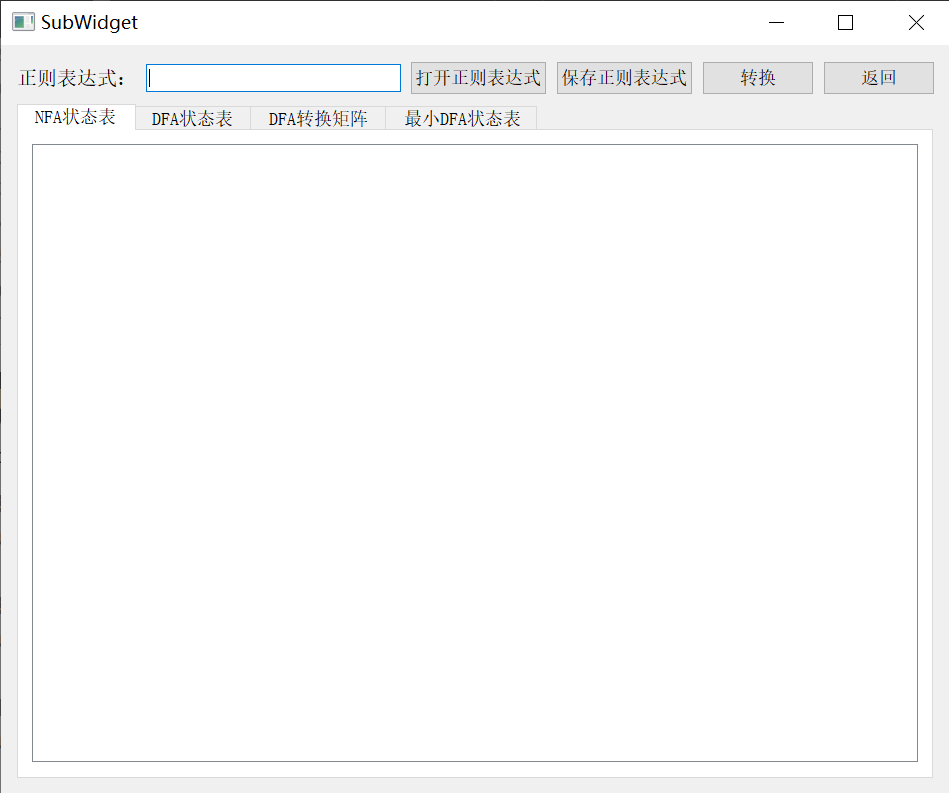 SubWidget
正则表达式： 打开正则表达式 保存正则表达式 转换 返回
NFA状态表 DFA状态表 DFA转换矩阵 最小DFA状态表